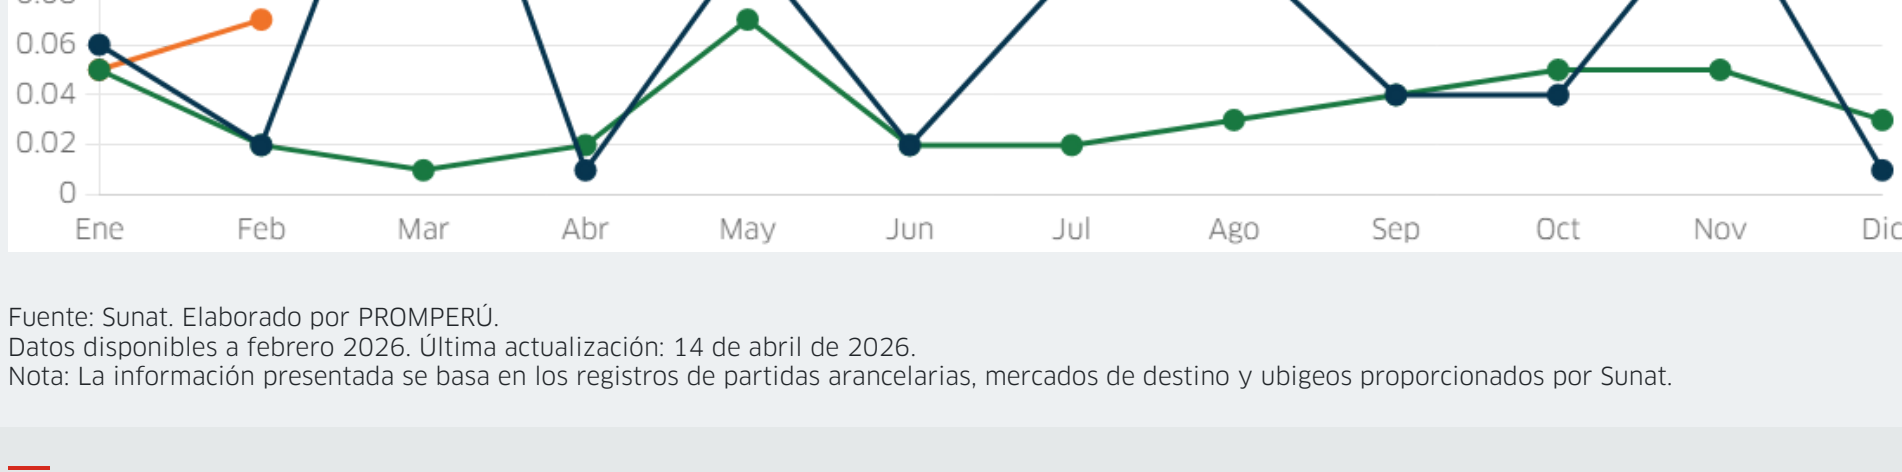 0.06
0.04
0.02
0
Ene Feb Mar Abr May Jun Jul Ago Sep Oct Nov Dic
Fuente: Sunat. Elaborado por PROMPERÚ.
Datos disponibles a febrero 2026. Última actualización: 14 de abril de 2026.
Nota: La información presentada se basa en los registros de partidas arancelarias, mercados de destino y ubigeos proporcionados por Sunat.